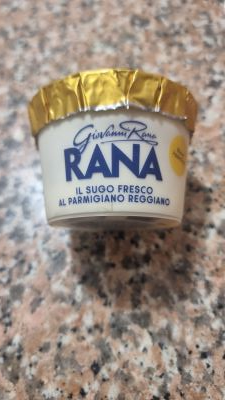 Giovanni Rana
RANA
IL SUGO FRESCO
AL PARMIGIANO REGGIANO